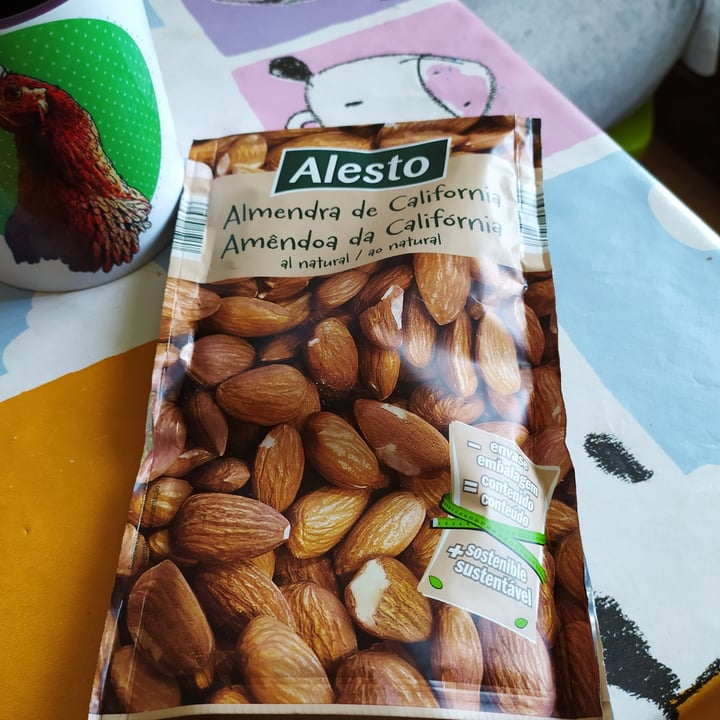 Alesto
Almendra de California
Amêndoa da Califórnia
al natural / ao natural
- envase
embalagem
= contenido
conteúdo
+ sostenible
sustentável